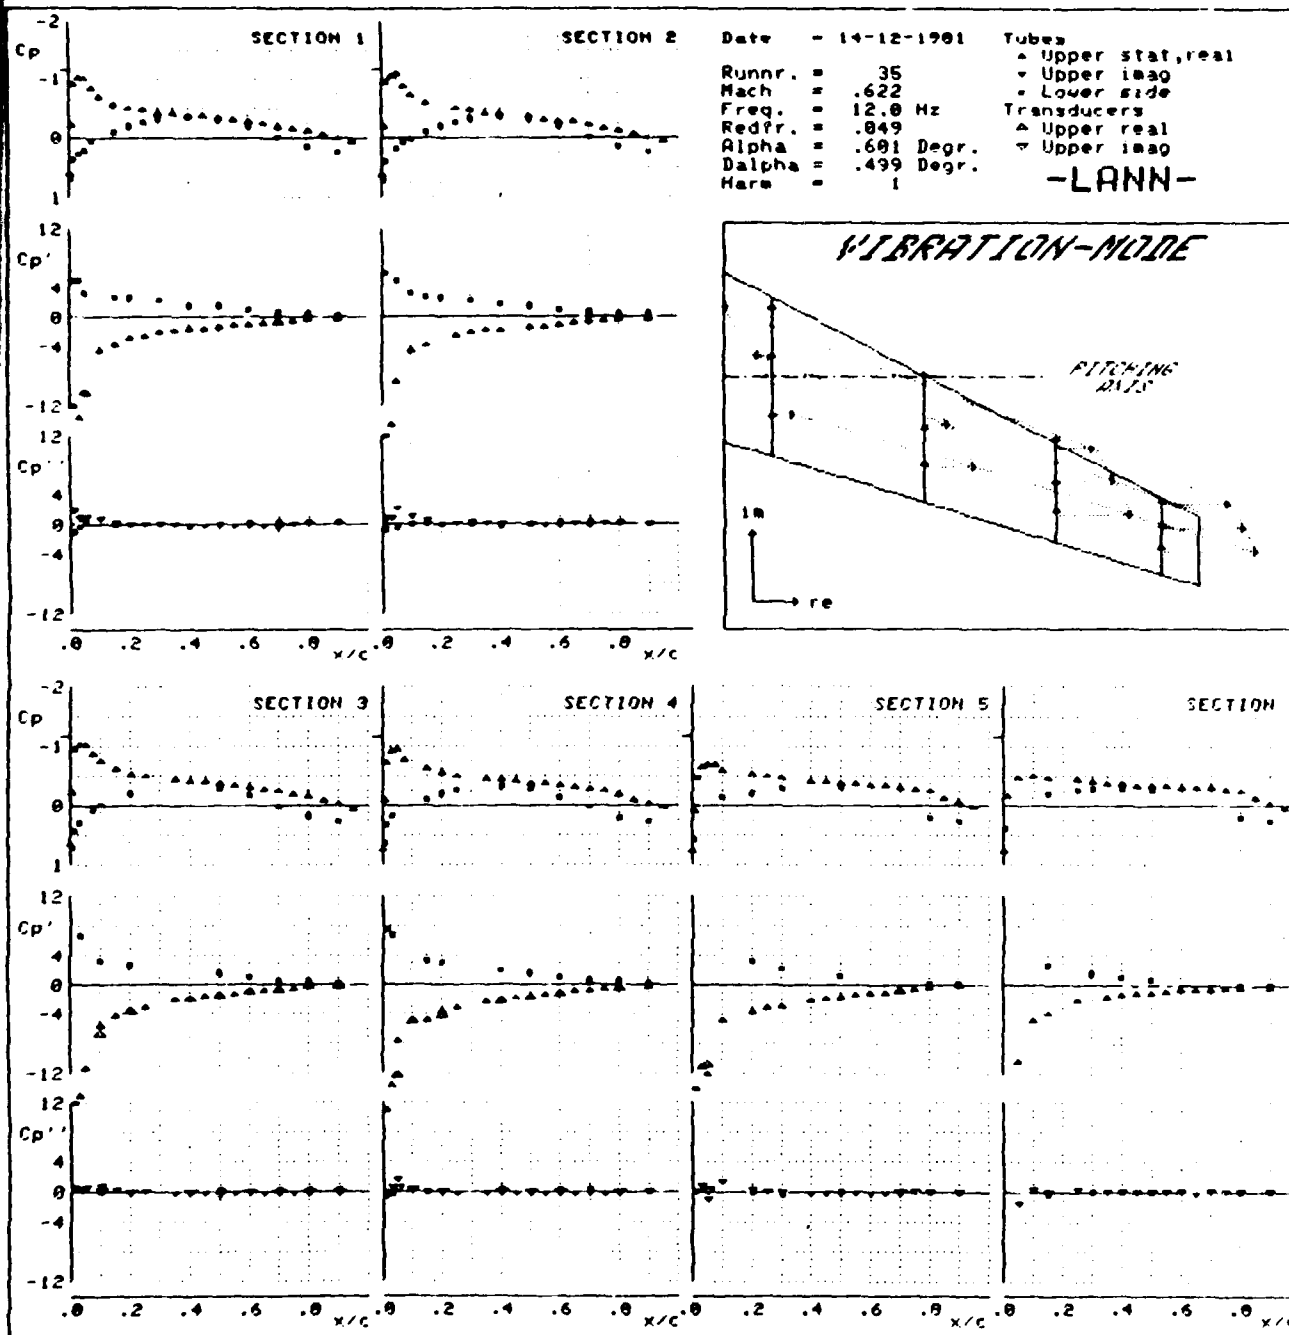 SECTION 1
SECTION 2
-2
Cp
-1
0
1
12
Cp'
4
0
-4
-12
12
Cp''
4
0
-4
-12
.0 .2 .4 .6 .8 x/c
.0 .2 .4 .6 .8 x/c
Date = 14-12-1981
Runnr. = 35
Mach = .622
Freq. = 12.0 Hz
Redfr. = .049
Alpha = .601 Degr.
Dalpha = .499 Degr.
Harm = 1
Tubes
Upper stat,real
Upper imag
Lower side
Transducers
Upper real
Upper imag
-LANN-
VIBRATION-MODE
PITCHING
AXIS
im
re
SECTION 3
SECTION 4
SECTION 5
SECTION
-2
Cp
-1
0
1
12
Cp'
4
0
-4
-12
12
Cp''
4
0
-4
-12
.0 .2 .4 .6 .8 x/c
.0 .2 .4 .6 .8 x/c
.0 .2 .4 .6 .8 x/c
.0 .2 .4 .6 .8 x/c